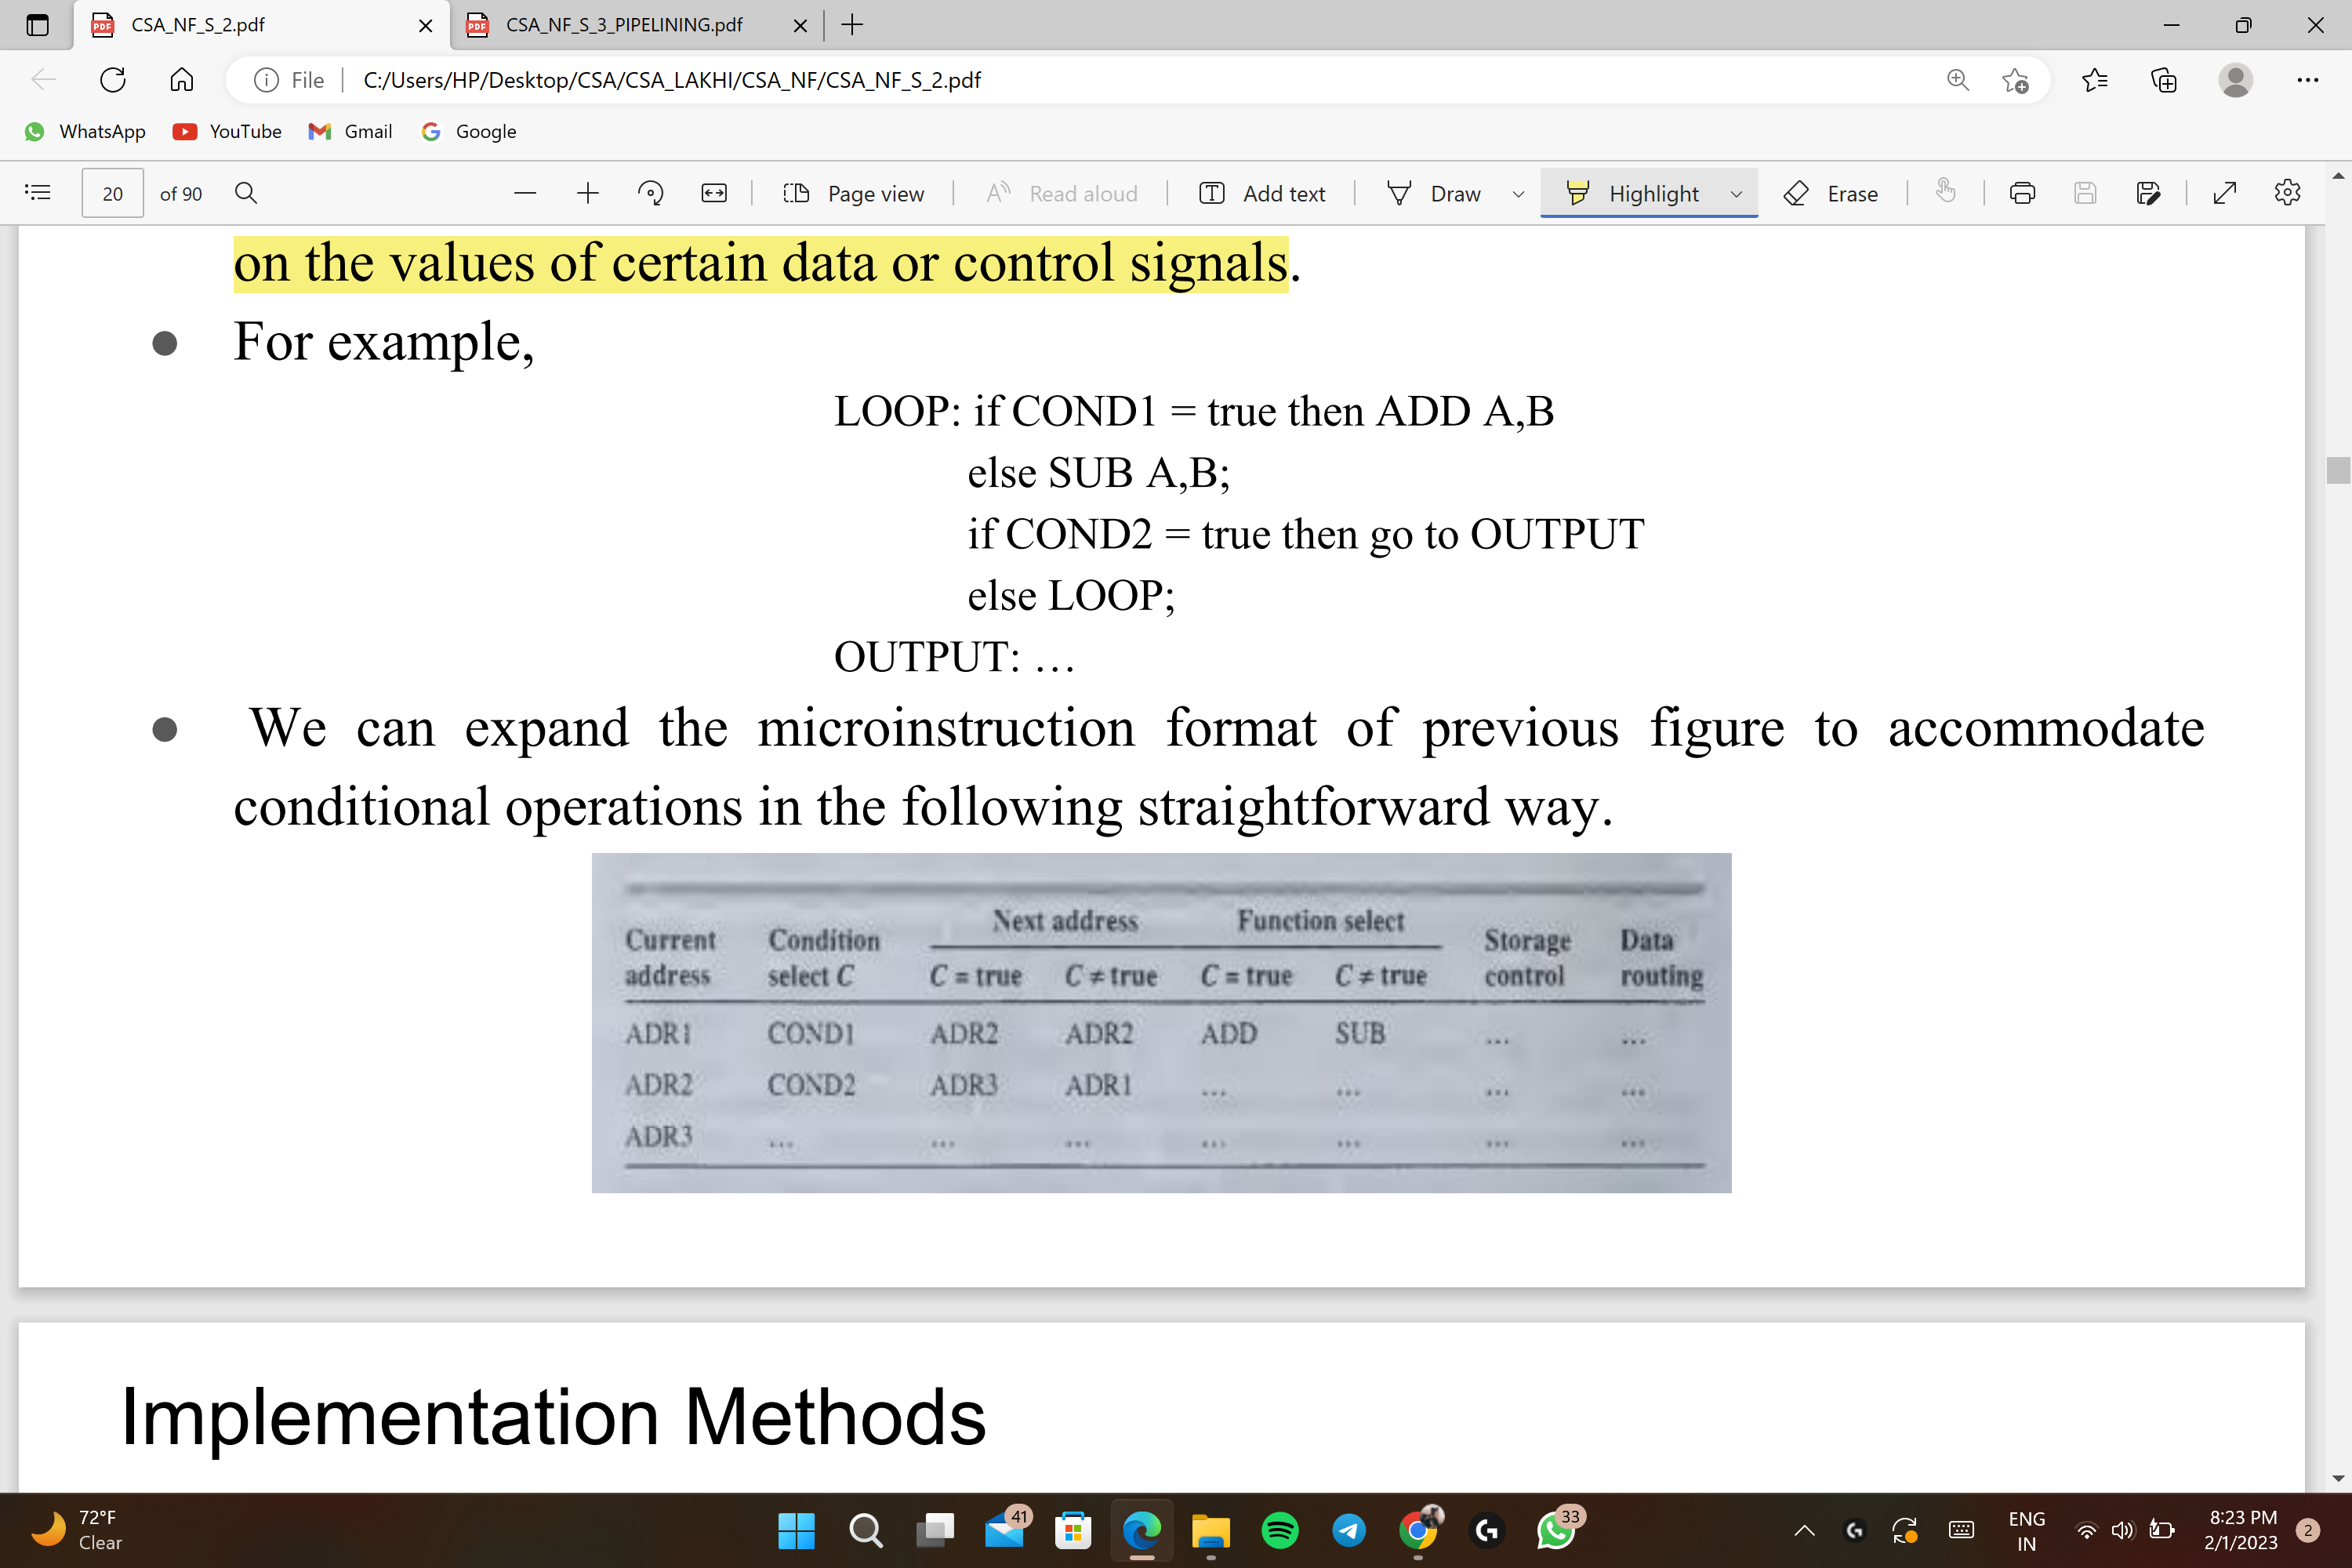 CSA_NF_S_2.pdf
CSA_NF_S_3_PIPELINING.pdf
File
C:/Users/HP/Desktop/CSA/CSA_LAKHI/CSA_NF/CSA_NF_S_2.pdf
WhatsApp YouTube Gmail Google
20 of 90 Page view Read aloud Add text Draw Highlight Erase
on the values of certain data or control signals.
● For example,
LOOP: if COND1 = true then ADD A,B
else SUB A,B;
if COND2 = true then go to OUTPUT
else LOOP;
OUTPUT: …
● We can expand the microinstruction format of previous figure to accommodate
conditional operations in the following straightforward way.
Next address Function select
Current Condition Storage Data
address select C C = true C ≠ true C = true C ≠ true control routing
ADR1 COND1 ADR2 ADR2 ADD SUB ... ...
ADR2 COND2 ADR3 ADR1 ... ... ... ...
ADR3 ... ... ... ... ... ... ...
Implementation Methods
72°F
Clear
41
33
ENG
IN
8:23 PM
2/1/2023
2